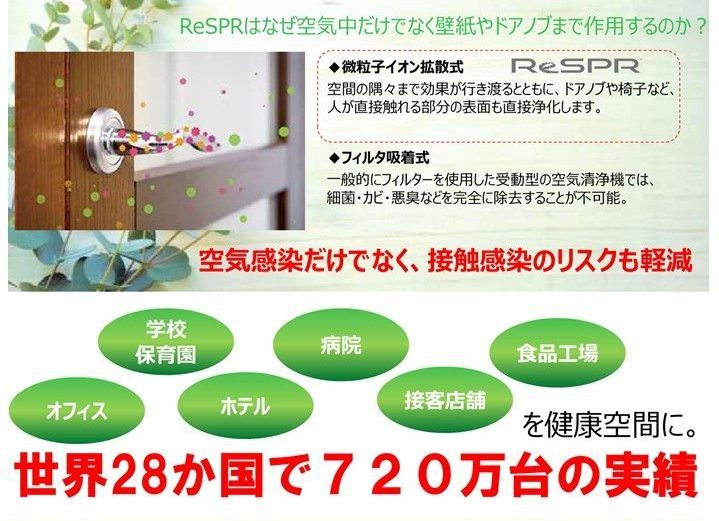 ReSPRはなぜ空気中だけでなく壁紙やドアノブまで作用するのか？
◆微粒子イオン拡散式 ReSPR
空間の隅々まで効果が行き渡るとともに、ドアノブや椅子など、
人が直接触れる部分の表面も直接浄化します。
◆フィルタ吸着式
一般的にフィルターを使用した受動型の空気清浄機では、
細菌・カビ・悪臭などを完全に除去することが不可能。
空気感染だけでなく、接触感染のリスクも軽減
学校
保育園
病院
食品工場
オフィス
ホテル
接客店舗
を健康空間に。
世界28か国で７２０万台の実績